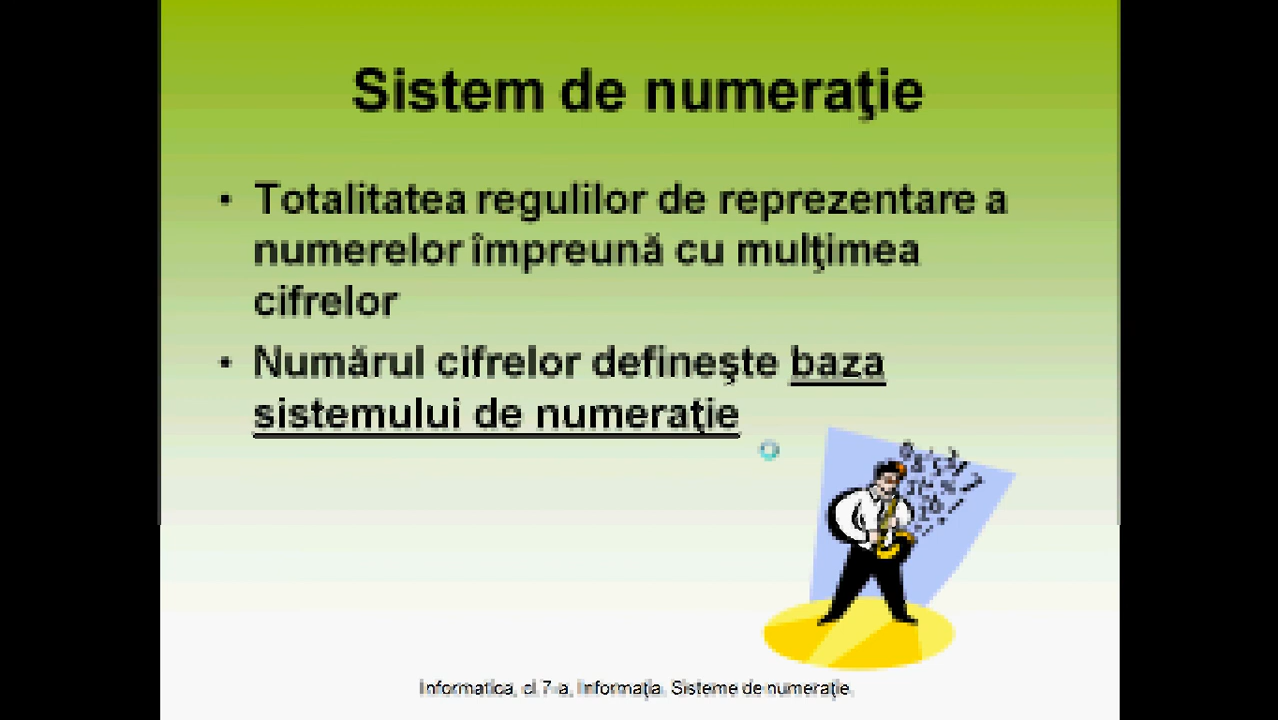 Sistem de numeraţie
• Totalitatea regulilor de reprezentare a
numerelor împreună cu mulţimea
cifrelor
• Numărul cifrelor defineşte baza
sistemului de numeraţie
Informatica, cl 7-a, Informaţia. Sisteme de numeraţie.